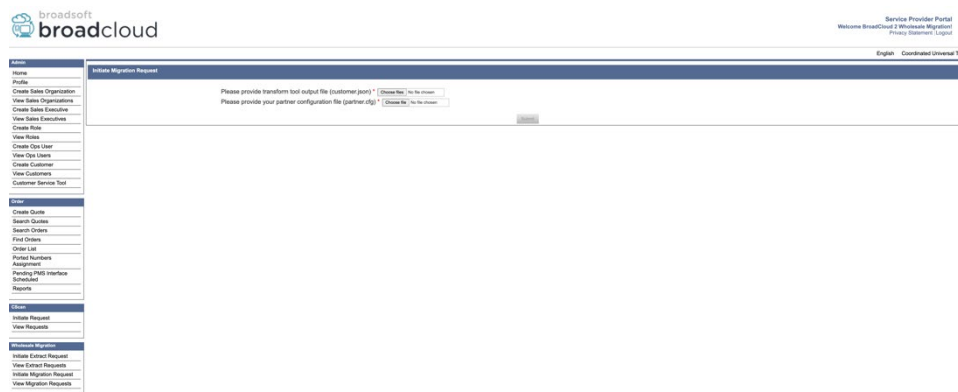 broadsoft
broadcloud
Service Provider Portal
Welcome BroadCloud 2 Wholesale Migration!
Privacy Statement | Logout
English Coordinated Universal T
Admin
Home
Profile
Create Sales Organization
View Sales Organizations
Create Sales Executive
View Sales Executives
Create Role
View Roles
Create Ops User
View Ops Users
Create Customer
View Customers
Customer Service Tool
Order
Create Quote
Search Quotes
Search Orders
Find Orders
Order List
Ported Numbers
Assignment
Pending PMS Interface
Scheduled
Reports
CScan
Initiate Request
View Requests
Wholesale Migration
Initiate Extract Request
View Extract Requests
Initiate Migration Request
View Migration Requests
Initiate Migration Request
Please provide transform tool output file (customer.json) * Choose files No file chosen
Please provide your partner configuration file (partner.cfg) * Choose file No file chosen
Submit